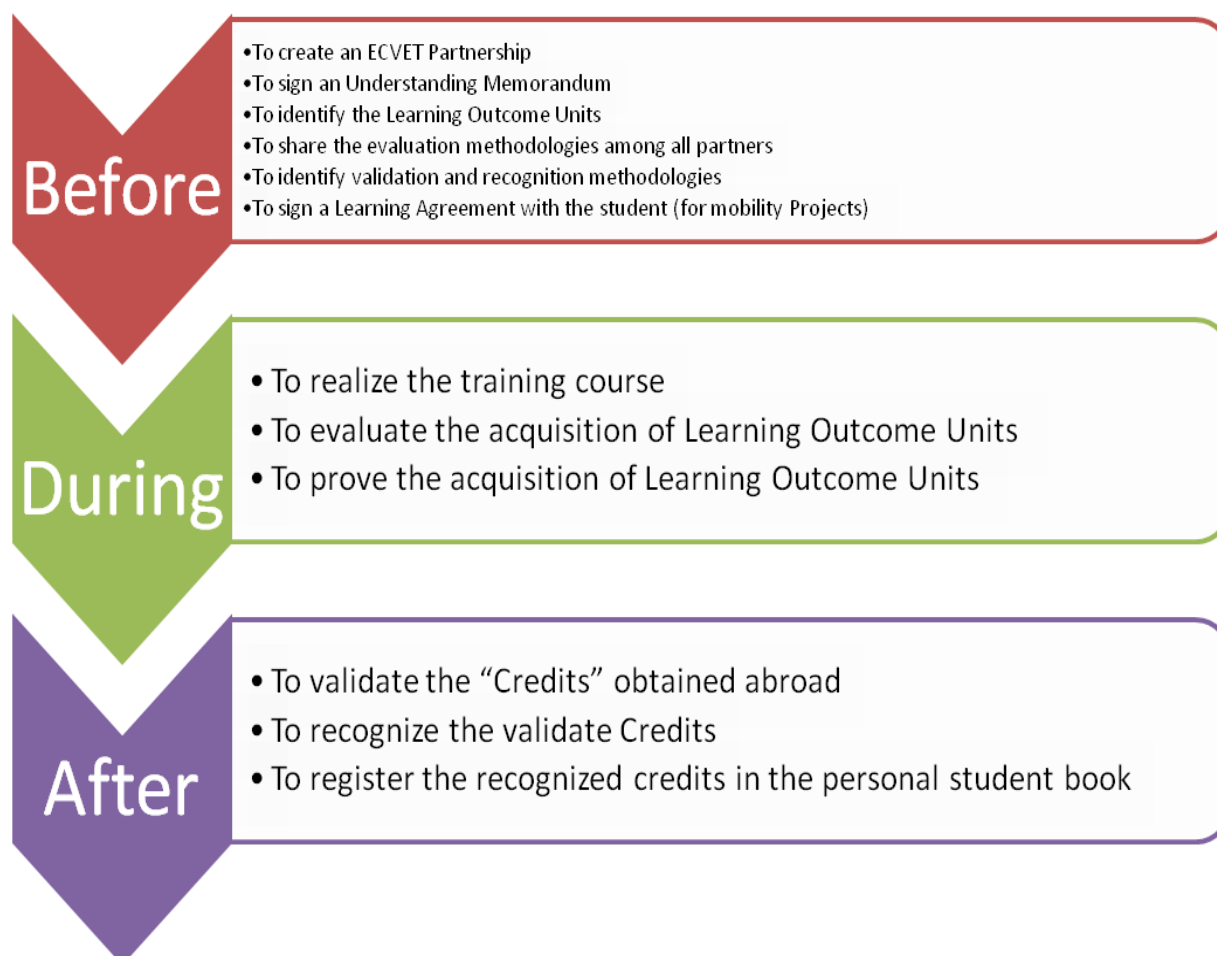 Before
•To create an ECVET Partnership
•To sign an Understanding Memorandum
•To identify the Learning Outcome Units
•To share the evaluation methodologies among all partners
•To identify validation and recognition methodologies
•To sign a Learning Agreement with the student (for mobility Projects)
During
• To realize the training course
• To evaluate the acquisition of Learning Outcome Units
• To prove the acquisition of Learning Outcome Units
After
• To validate the “Credits” obtained abroad
• To recognize the validate Credits
• To register the recognized credits in the personal student book